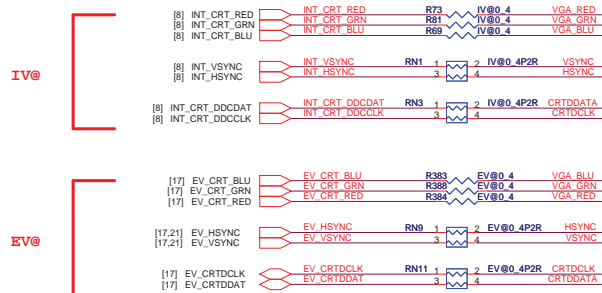 [8] INT_CRT_RED INT_CRT_RED R73 IV@0_4 VGA_RED
[8] INT_CRT_GRN INT_CRT_GRN R81 IV@0_4 VGA_GRN
[8] INT_CRT_BLU INT_CRT_BLU R69 IV@0_4 VGA_BLU
IV@
[8] INT_VSYNC INT_VSYNC RN1 1 2 IV@0_4P2R VSYNC
[8] INT_HSYNC INT_HSYNC 3 4 HSYNC
[8] INT_CRT_DDCDAT INT_CRT_DDCDAT RN3 1 2 IV@0_4P2R CRTDDATA
[8] INT_CRT_DDCCLK INT_CRT_DDCCLK 3 4 CRTDCLK
[17] EV_CRT_BLU EV_CRT_BLU R383 EV@0_4 VGA_BLU
[17] EV_CRT_GRN EV_CRT_GRN R388 EV@0_4 VGA_GRN
[17] EV_CRT_RED EV_CRT_RED R384 EV@0_4 VGA_RED
EV@
[17,21] EV_HSYNC EV_HSYNC RN9 1 2 EV@0_4P2R HSYNC
[17,21] EV_VSYNC EV_VSYNC 3 4 VSYNC
[17] EV_CRTDCLK EV_CRTDCLK RN11 1 2 EV@0_4P2R CRTDCLK
[17] EV_CRTDDAT EV_CRTDDAT 3 4 CRTDDATA